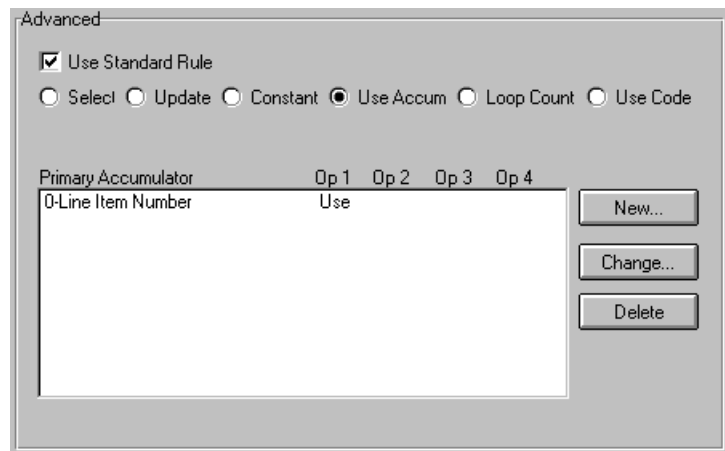 Advanced
Use Standard Rule
Select Update Constant Use Accum Loop Count Use Code
Primary Accumulator Op 1 Op 2 Op 3 Op 4
0-Line Item Number Use
New...
Change...
Delete